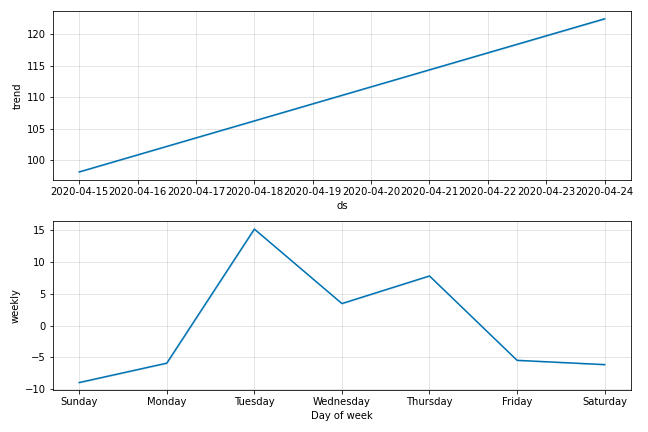 120
115
110
105
100
trend
2020-04-15 2020-04-16 2020-04-17 2020-04-18 2020-04-19 2020-04-20 2020-04-21 2020-04-22 2020-04-23 2020-04-24
ds
15
10
5
0
−5
−10
weekly
Sunday Monday Tuesday Wednesday Thursday Friday Saturday
Day of week